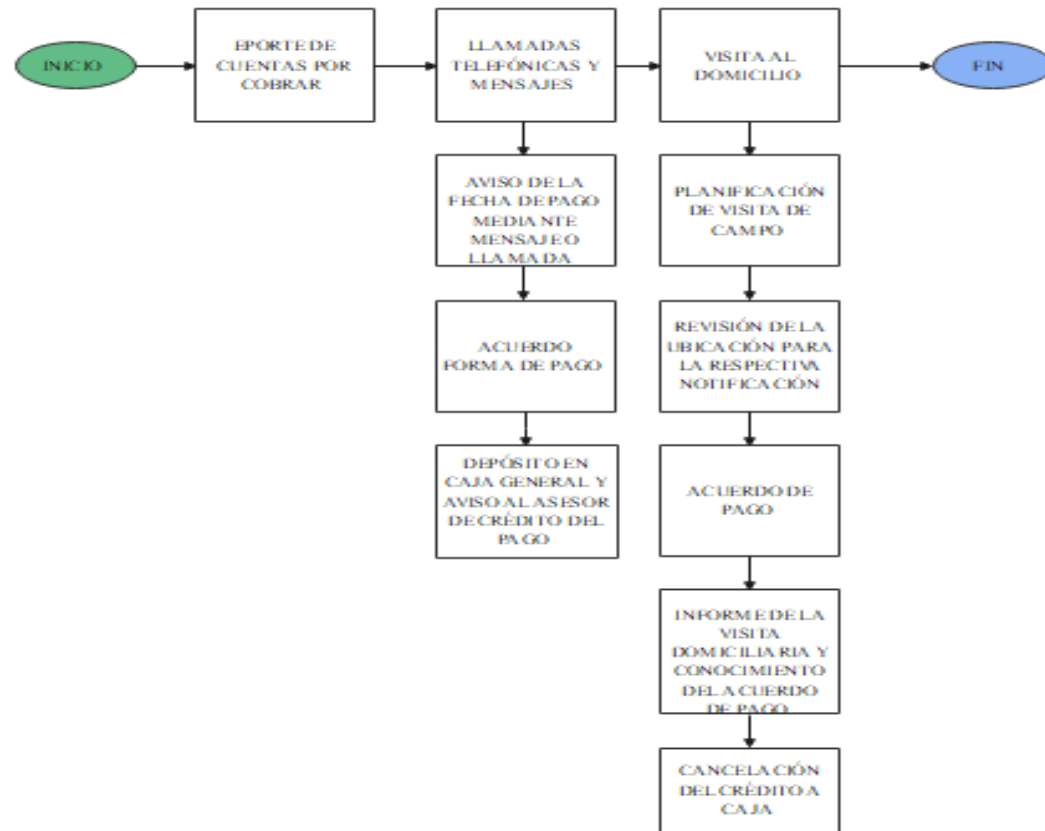 INICIO
EPORTE DE
CUENTAS POR
COBRAR
LLAMADAS
TELEFÓNICAS Y
MENSAJES
VISITA AL
DOMICILIO
FIN
AVISO DE LA
FECHA DE PAGO
MEDIANTE
MENSAJE O
LLAMADA
ACUERDO
FORMA DE PAGO
DEPÓSITO EN
CAJA GENERAL Y
AVISO AL ASESOR
DE CRÉDITO DEL
PAGO
PLANIFICACIÓN
DE VISITA DE
CAMPO
REVISIÓN DE LA
UBICACIÓN PARA
LA RESPECTIVA
NOTIFICACIÓN
ACUERDO DE
PAGO
INFORME DE LA
VISITA
DOMICILIARIA Y
CONOCIMIENTO
DEL ACUERDO
DE PAGO
CANCELACIÓN
DEL CRÉDITO A
CAJA